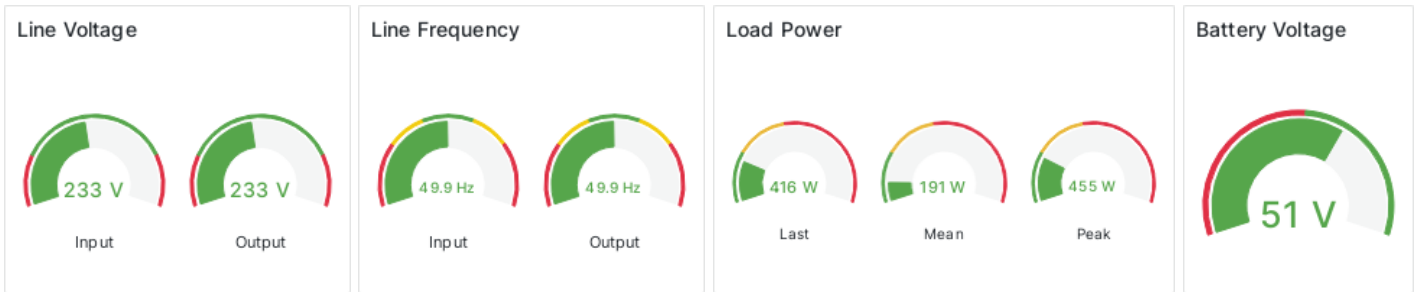 Line Voltage
233 V
233 V
Input
Output
Line Frequency
49.9 Hz
49.9 Hz
Input
Output
Load Power
416 W
191 W
455 W
Last
Mean
Peak
Battery Voltage
51 V